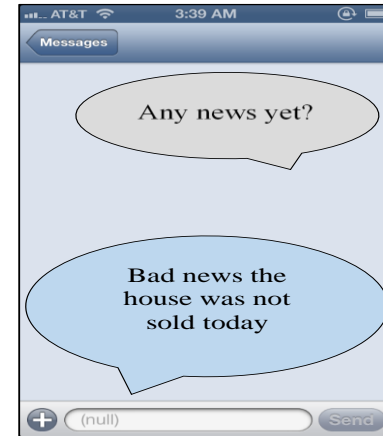 AT&T 3:39 AM
Messages
Any news yet?
Bad news the
house was not
sold today
(null)
Send